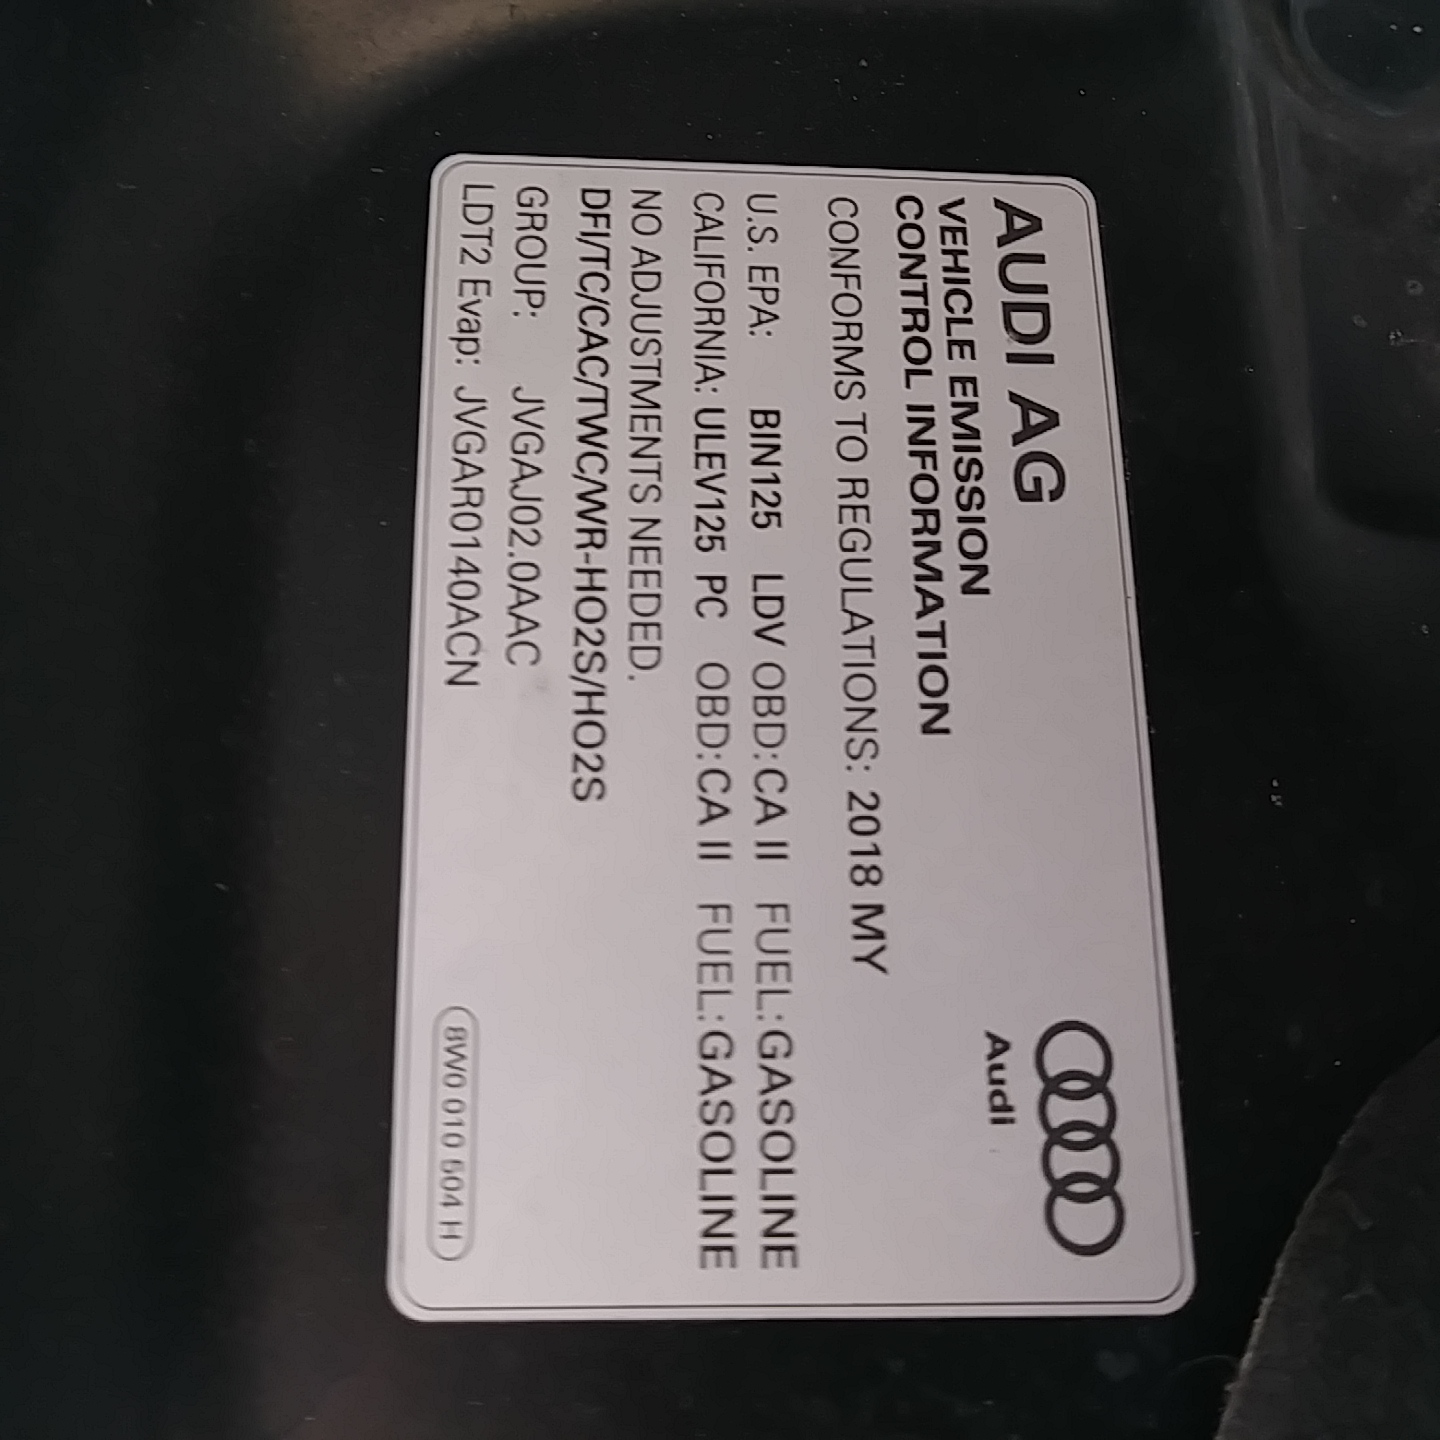 AUDI AG
VEHICLE EMISSION
CONTROL INFORMATION
Audi
CONFORMS TO REGULATIONS: 2018 MY
U.S. EPA: BIN125 LDV OBD:CA II FUEL:GASOLINE
CALIFORNIA: ULEV125 PC OBD:CA II FUEL:GASOLINE
NO ADJUSTMENTS NEEDED.
DFI/TC/CAC/TWC/WR-HO2S/HO2S
GROUP: JVGAJ02.0AAC
LDT2 Evap: JVGAR0140ACN
8W0 010 504 H